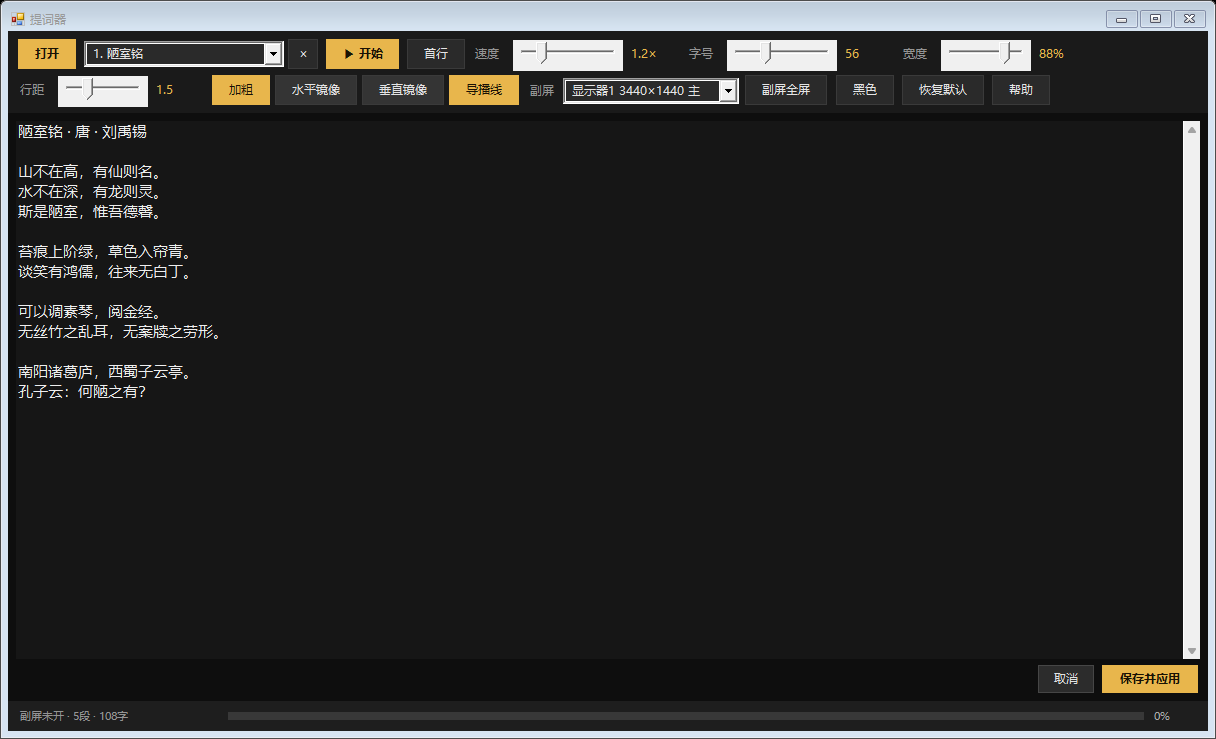 提词器
打开 1. 陋室铭 × ▶ 开始 首行 速度 1.2× 字号 56 宽度 88%
行距 1.5 加粗 水平镜像 垂直镜像 导播线 副屏 显示器1 3440×1440 主 副屏全屏 黑色 恢复默认 帮助
陋室铭 · 唐 · 刘禹锡
山不在高，有仙则名。
水不在深，有龙则灵。
斯是陋室，惟吾德馨。
苔痕上阶绿，草色入帘青。
谈笑有鸿儒，往来无白丁。
可以调素琴，阅金经。
无丝竹之乱耳，无案牍之劳形。
南阳诸葛庐，西蜀子云亭。
孔子云：何陋之有？
取消 保存并应用
副屏未开 · 5段 · 108字 0%